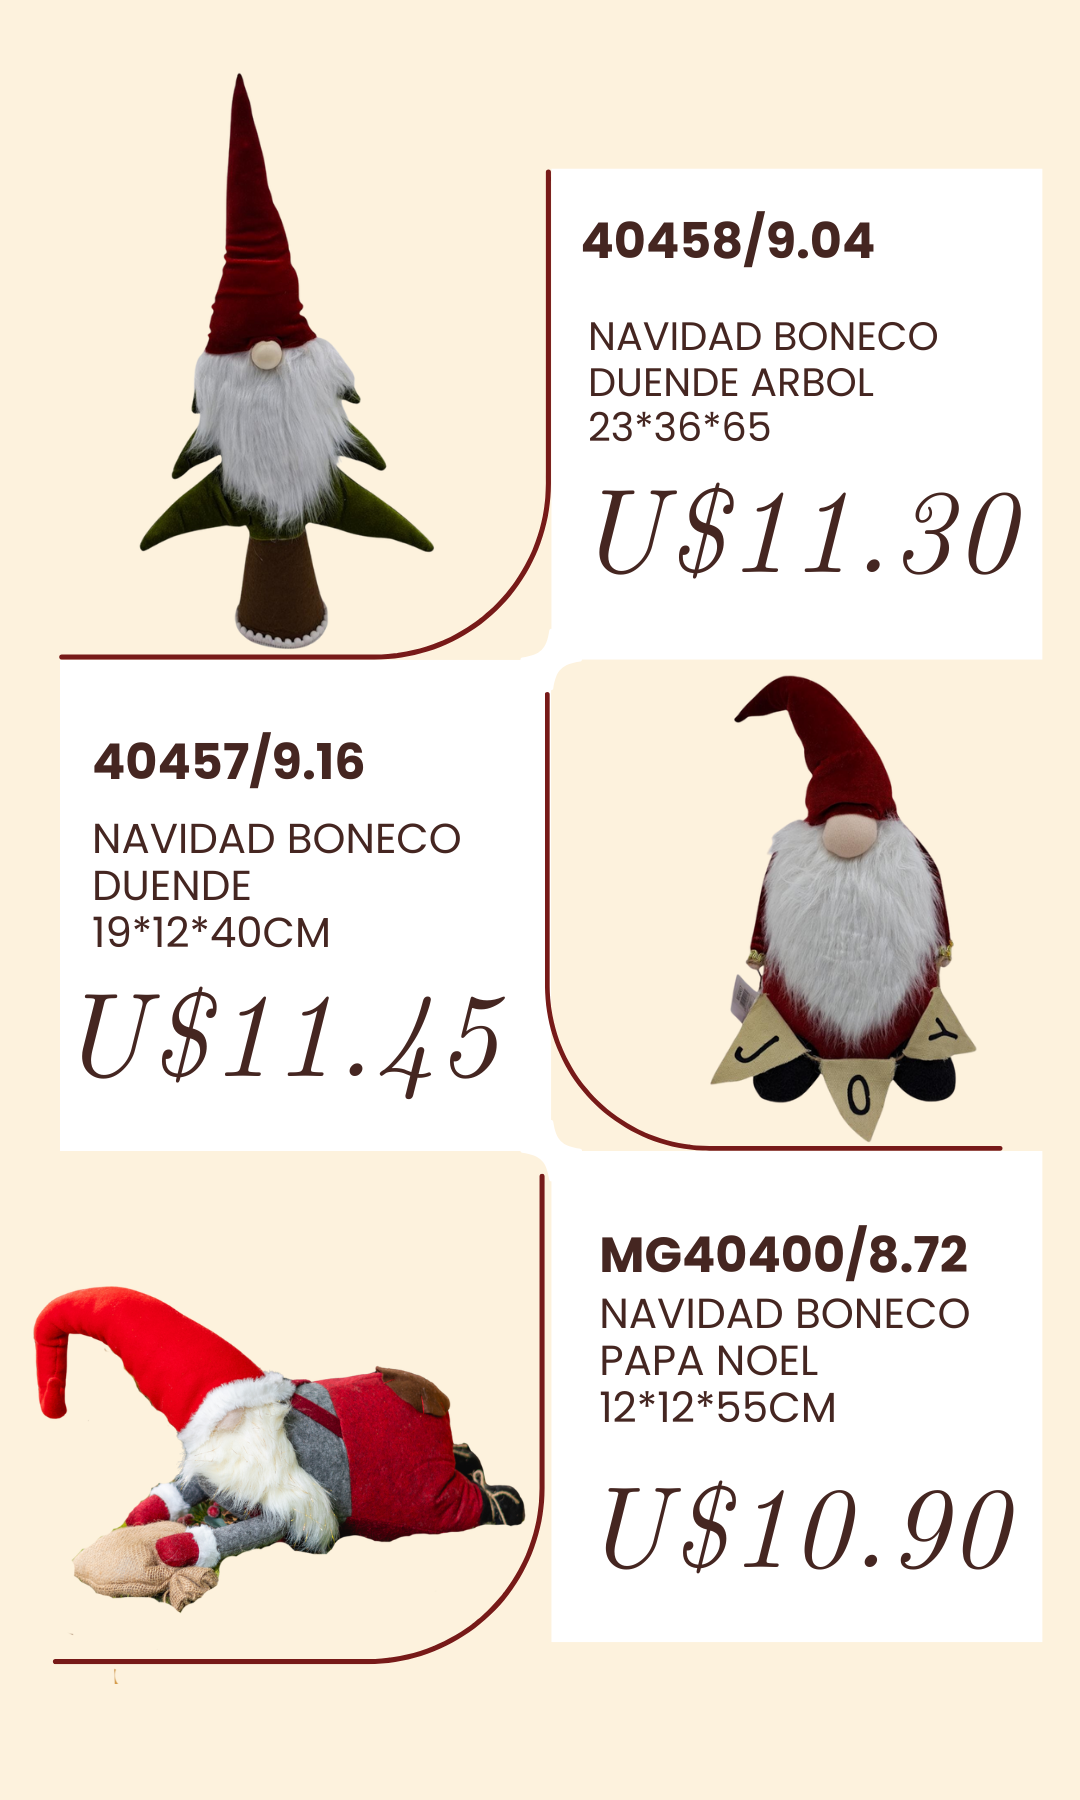 40458/9.04
NAVIDAD BONECO
DUENDE ARBOL
23*36*65
U$11.30
40457/9.16
NAVIDAD BONECO
DUENDE
19*12*40CM
U$11.45
J O Y
MG40400/8.72
NAVIDAD BONECO
PAPA NOEL
12*12*55CM
U$10.90